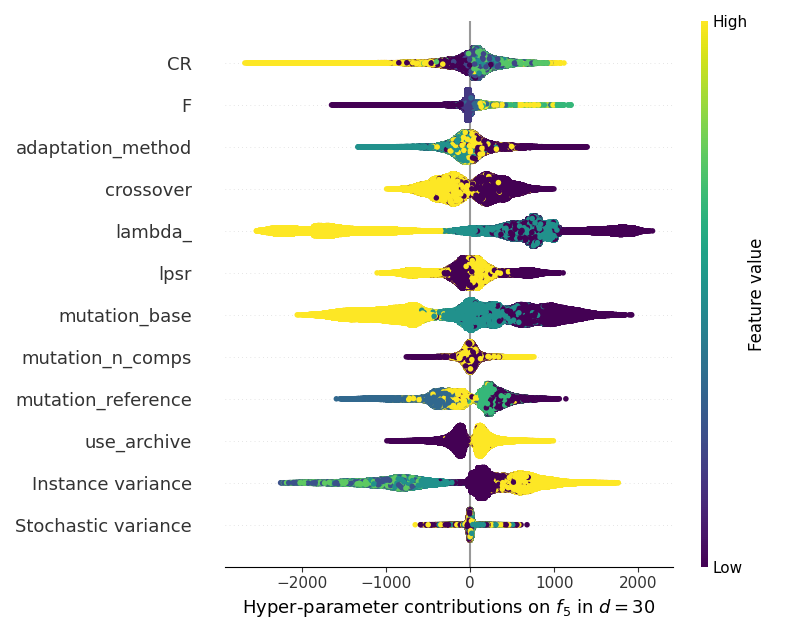 High
CR
F
adaptation_method
crossover
lambda_
lpsr
mutation_base
mutation_n_comps
mutation_reference
use_archive
Instance variance
Stochastic variance
Feature value
Low
−2000 −1000 0 1000 2000
Hyper-parameter contributions on f₅ in d = 30